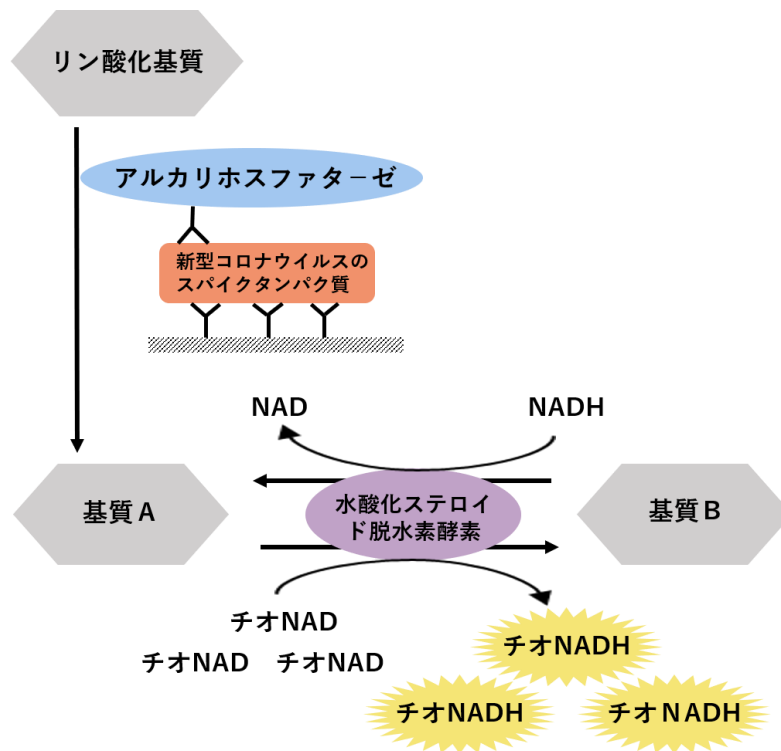 リン酸化基質
アルカリホスファターゼ
新型コロナウイルスの
スパイクタンパク質
NAD
NADH
基質A
水酸化ステロイ
ド脱水素酵素
基質B
チオNAD
チオNAD
チオNAD
チオNADH
チオNADH
チオNADH